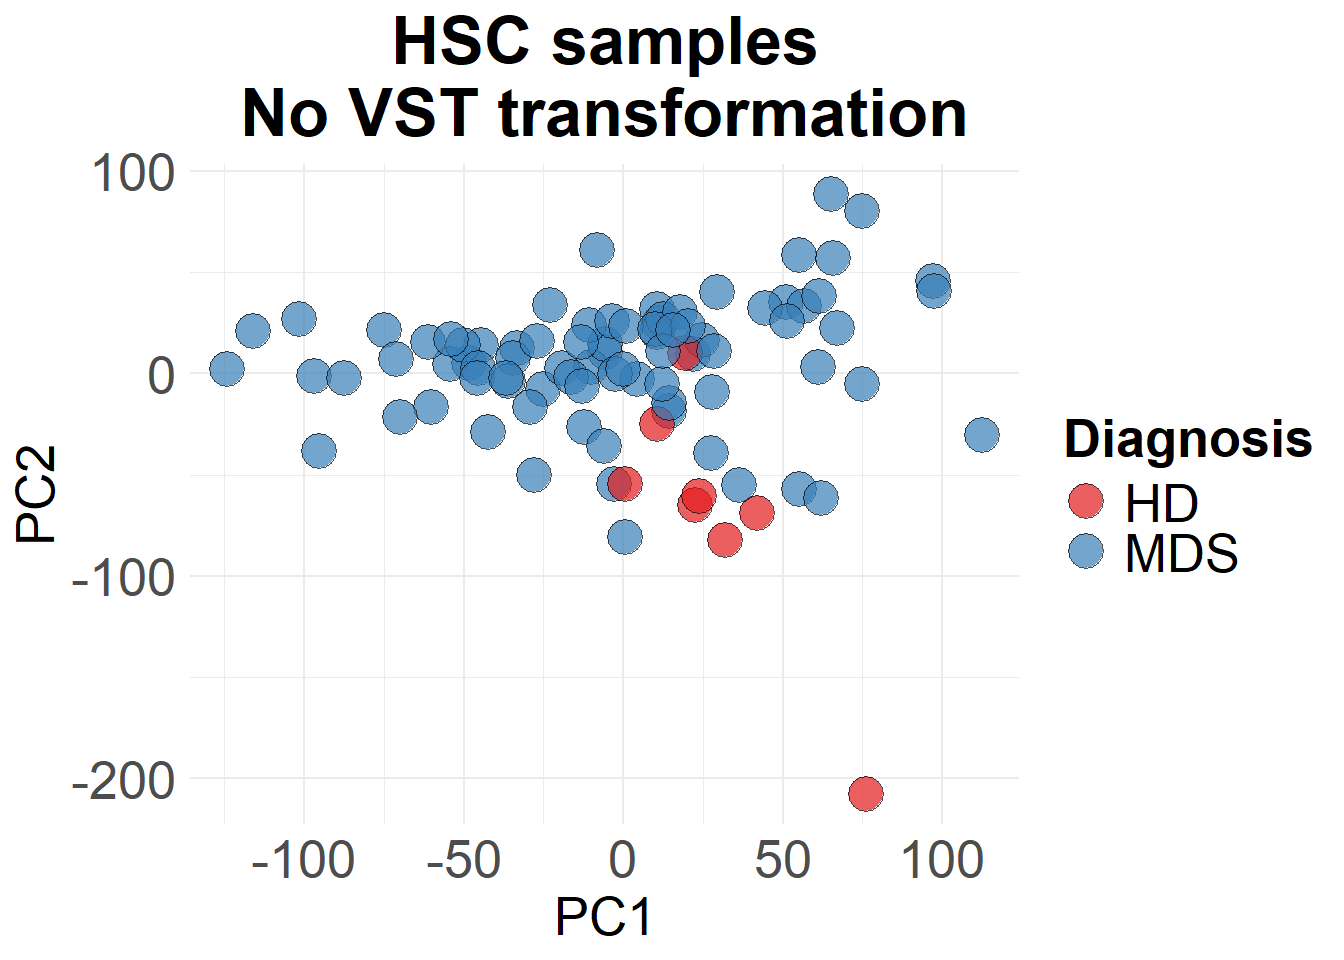 HSC samples
No VST transformation
100
0
-100
-200
PC2
-100 -50 0 50 100
PC1
Diagnosis
HD
MDS